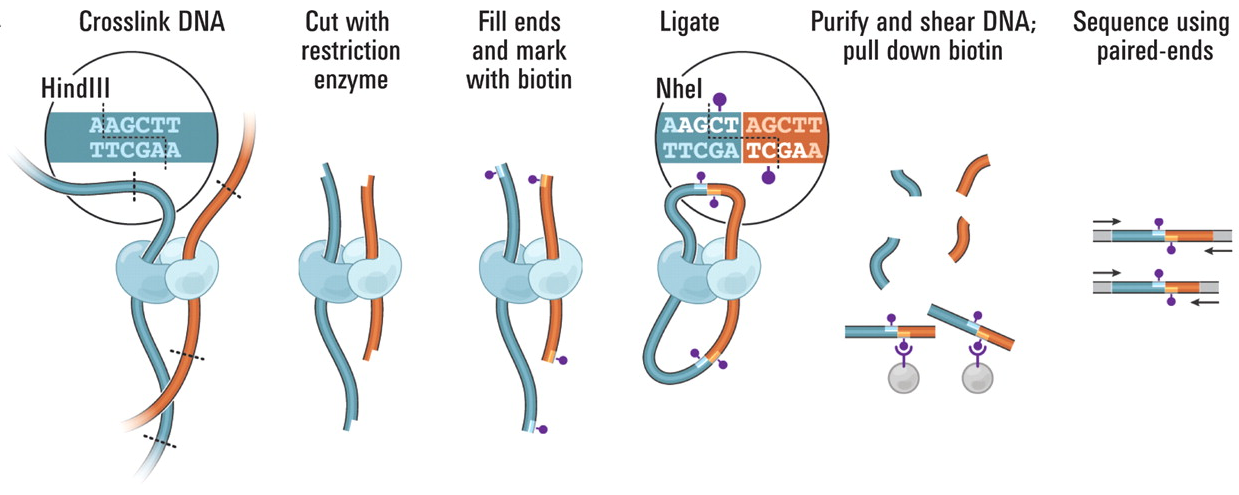 Crosslink DNA
HindIII
AAGCTT
TTCGAA
Cut with
restriction
enzyme
Fill ends
and mark
with biotin
Ligate
NheI
AAGCT AGCTT
TTCGA TCGAA
Purify and shear DNA;
pull down biotin
Sequence using
paired-ends